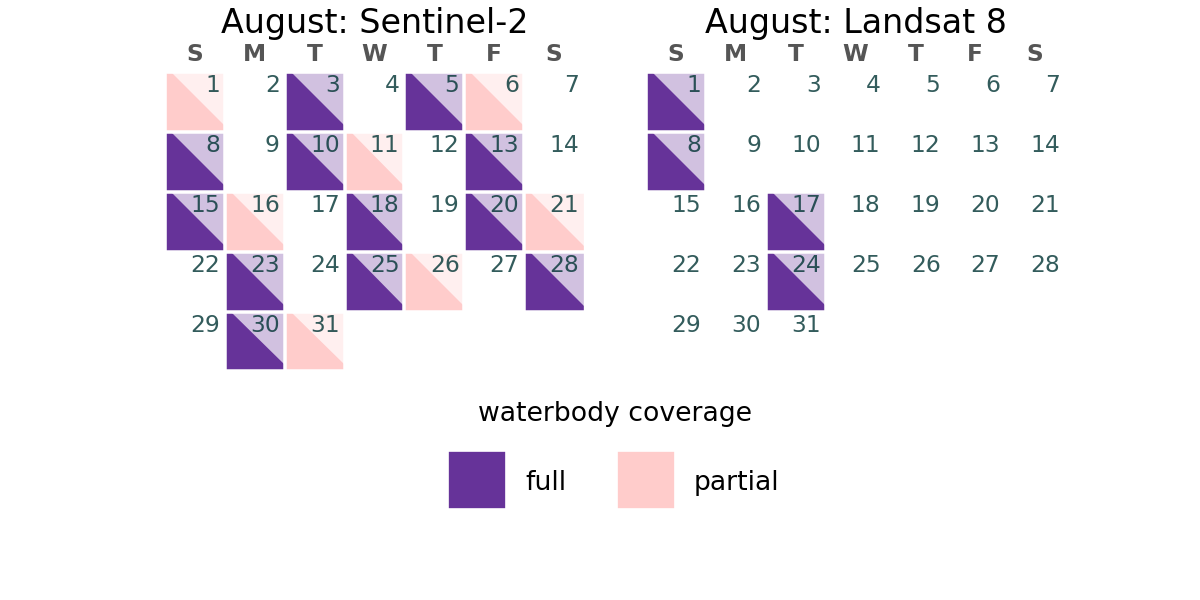 August: Sentinel-2
S M T W T F S
1 2 3 4 5 6 7
8 9 10 11 12 13 14
15 16 17 18 19 20 21
22 23 24 25 26 27 28
29 30 31
August: Landsat 8
S M T W T F S
1 2 3 4 5 6 7
8 9 10 11 12 13 14
15 16 17 18 19 20 21
22 23 24 25 26 27 28
29 30 31
waterbody coverage
full
partial